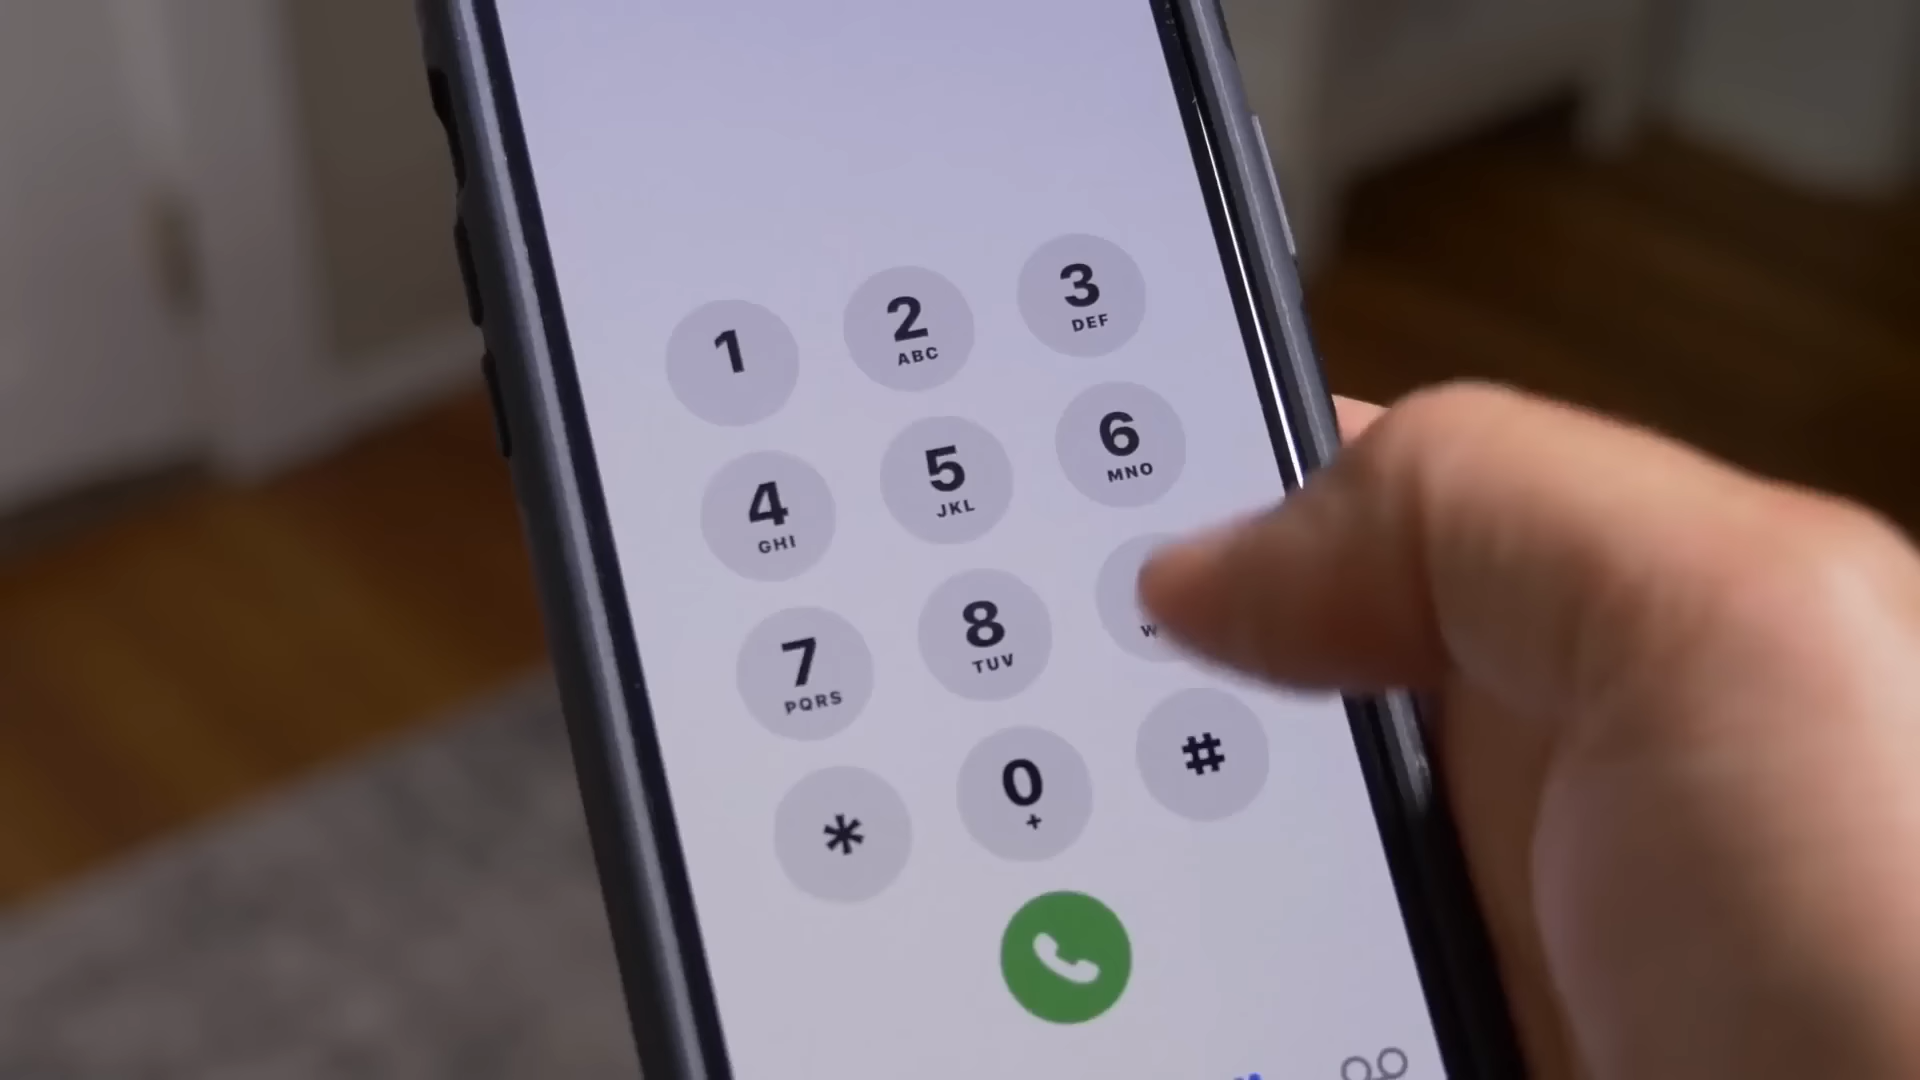 1 2 3
ABC DEF
4 5 6
GHI JKL MNO
7 8
PQRS TUV W
* 0 #
+